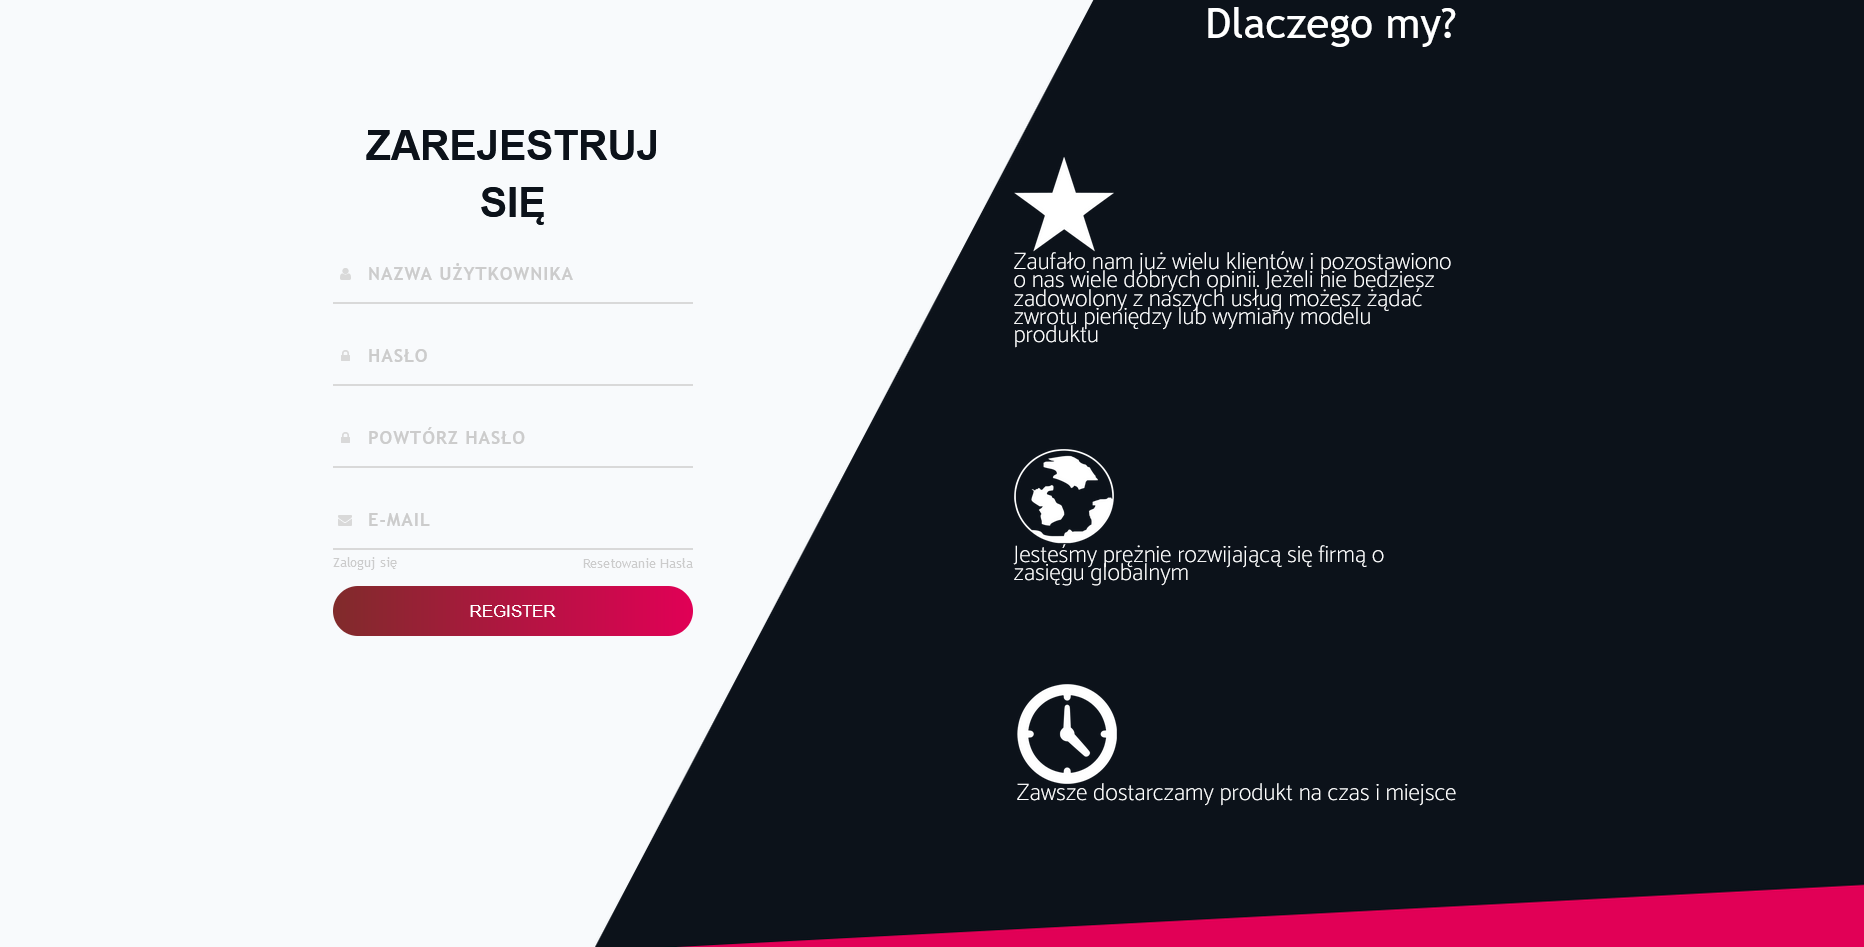 ZAREJESTRUJ
SIĘ
NAZWA UŻYTKOWNIKA
HASŁO
POWTÓRZ HASŁO
E-MAIL
Zaloguj się
Resetowanie Hasła
REGISTER
Dlaczego my?
Zaufało nam już wielu klientów i pozostawiono
o nas wiele dobrych opinii. Jeżeli nie będziesz
zadowolony z naszych usług możesz żądać
zwrotu pieniędzy lub wymiany modelu
produktu
Jesteśmy prężnie rozwijającą się firmą o
zasięgu globalnym
Zawsze dostarczamy produkt na czas i miejsce